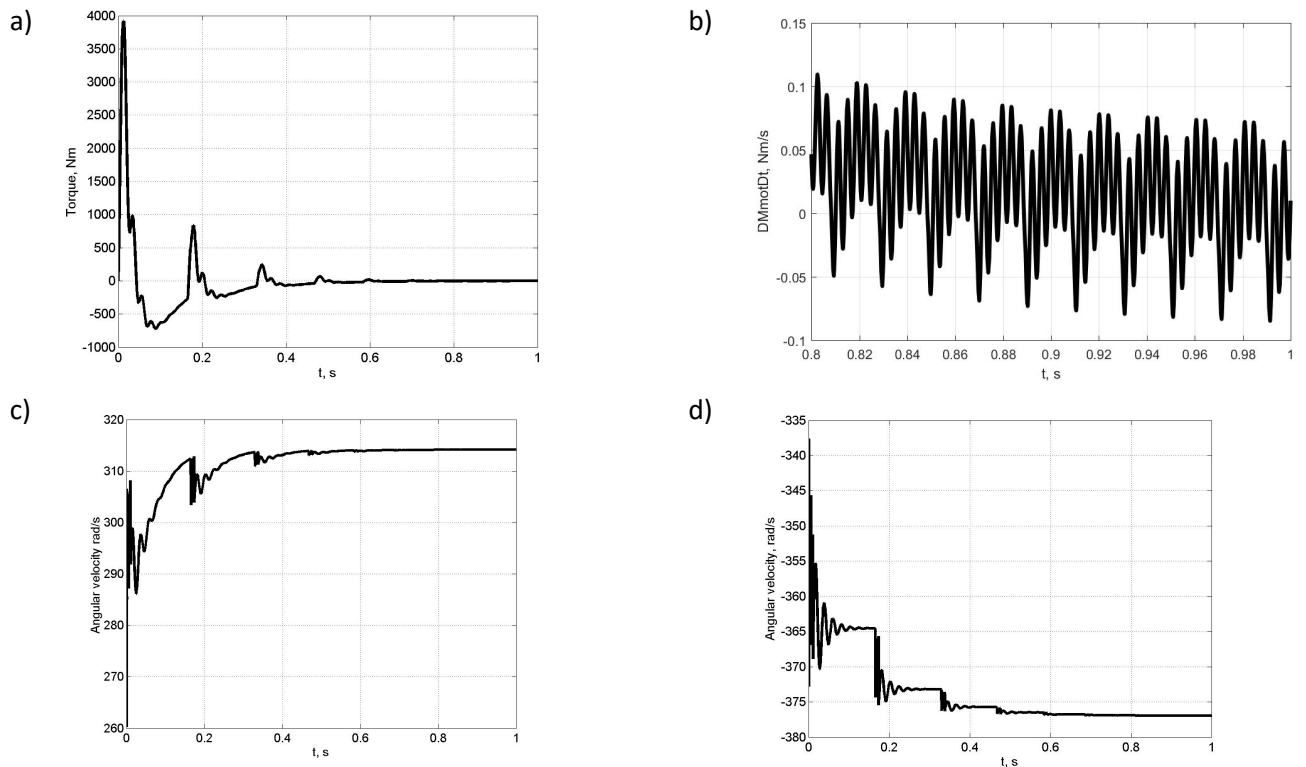 a)
4000
3500
3000
2500
2000
1500
1000
500
0
-500
-1000
Torque, Nm
0 0.2 0.4 0.6 0.8 1
t, s
b)
0.15
0.1
0.05
0
-0.05
-0.1
DMmotDt, Nm/s
0.8 0.82 0.84 0.86 0.88 0.9 0.92 0.94 0.96 0.98 1
t, s
c)
320
310
300
290
280
270
260
Angular velocity rad/s
0 0.2 0.4 0.6 0.8 1
t, s
d)
-335
-340
-345
-350
-355
-360
-365
-370
-375
-380
Angular velocity, rad/s
0 0.2 0.4 0.6 0.8 1
t, s